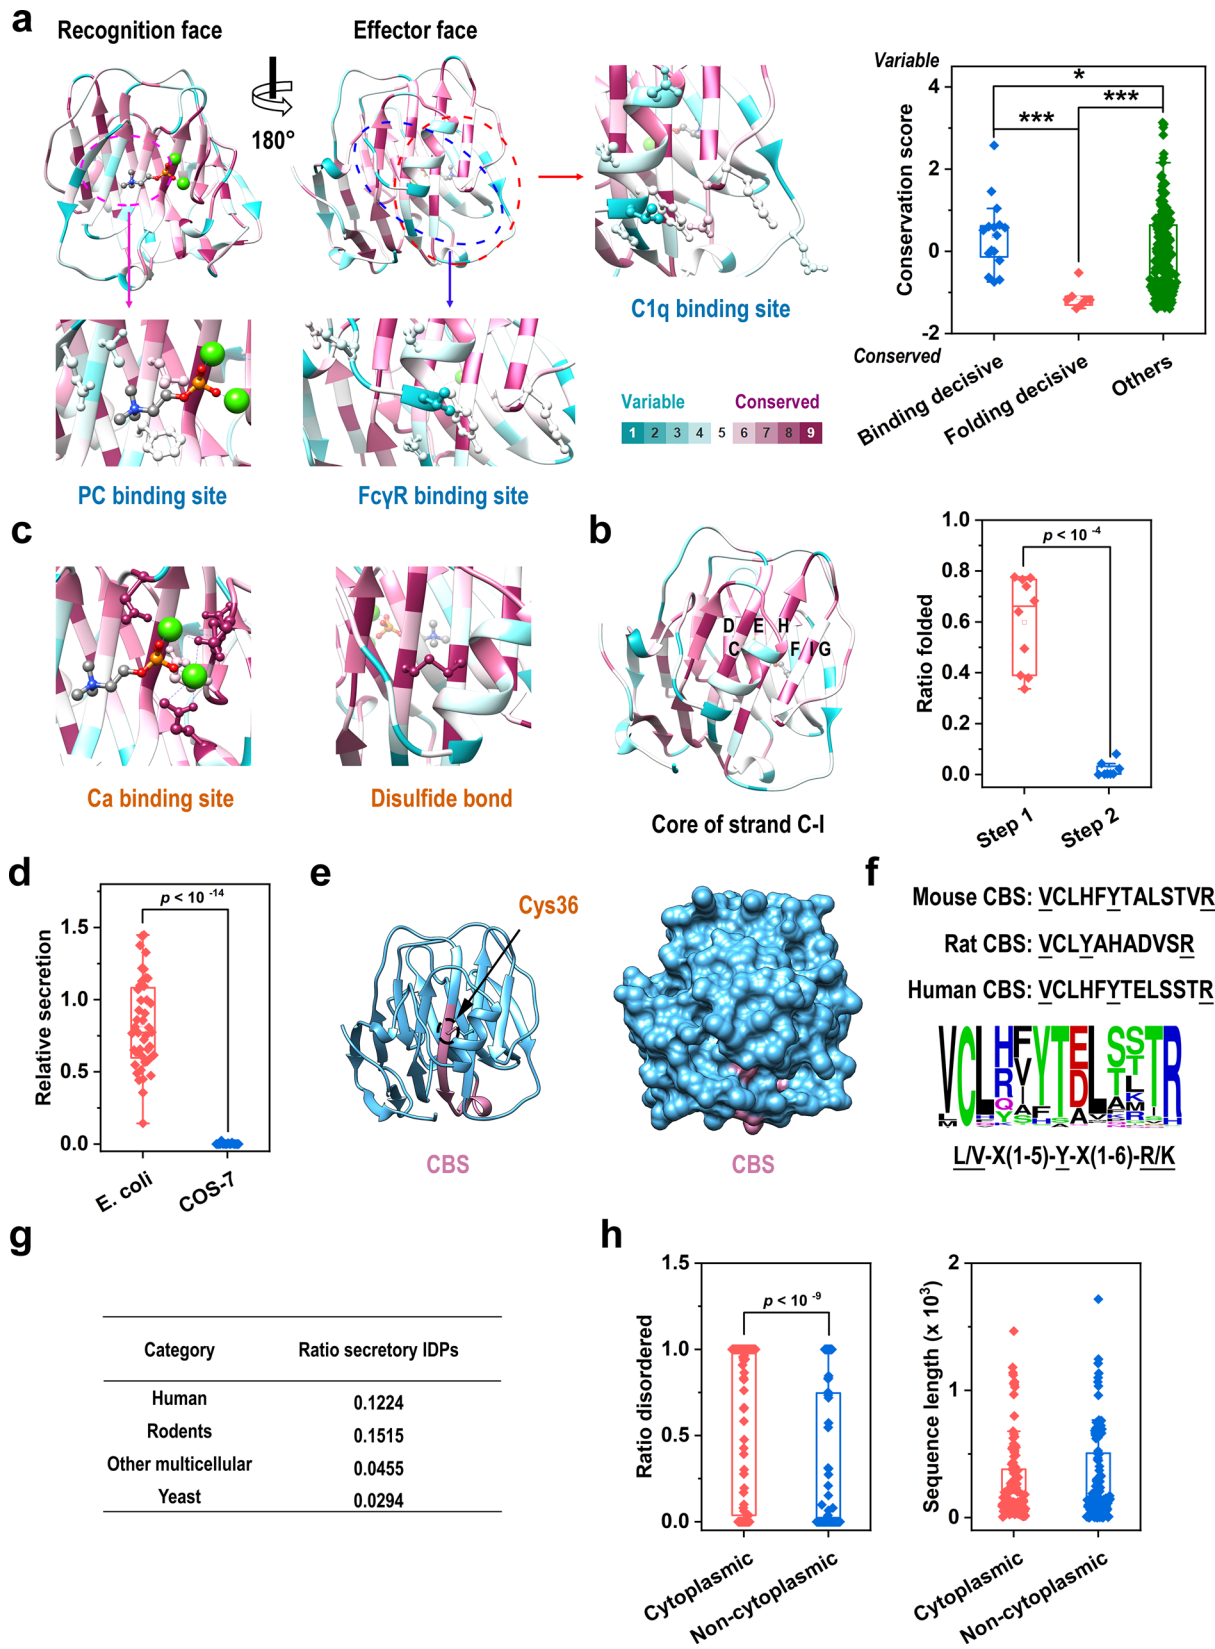 a
Recognition face
Effector face
180°
C1q binding site
PC binding site
FcγR binding site
Variable
Conserved
1 2 3 4 5 6 7 8 9
Variable
4
2
0
-2
Conserved
Conservation score
*
***
***
Binding decisive
Folding decisive
Others
c
Ca binding site
Disulfide bond
b
D E H
C F I G
Core of strand C-I
Ratio folded
1.0
0.8
0.6
0.4
0.2
0.0
p < 10 -4
Step 1
Step 2
d
Relative secretion
1.5
1.0
0.5
0.0
p < 10 -14
E. coli
COS-7
e
Cys36
CBS
CBS
f
Mouse CBS: VCLHFYTALSTVR
Rat CBS: VCLYAHADVSR
Human CBS: VCLHFYTELSSTR
L/V-X(1-5)-Y-X(1-6)-R/K
g
Category Ratio secretory IDPs
Human 0.1224
Rodents 0.1515
Other multicellular 0.0455
Yeast 0.0294
h
Ratio disordered
1.5
1.0
0.5
0.0
p < 10 -9
Cytoplasmic
Non-cytoplasmic
Sequence length (x 10³)
2
1
0
Cytoplasmic
Non-cytoplasmic